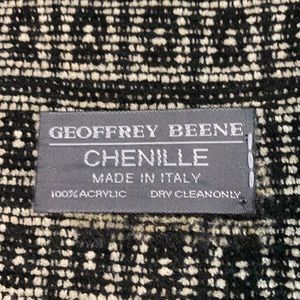 GEOFFREY BEENE
CHENILLE
MADE IN ITALY
100% ACRYLIC DRY CLEAN ONLY